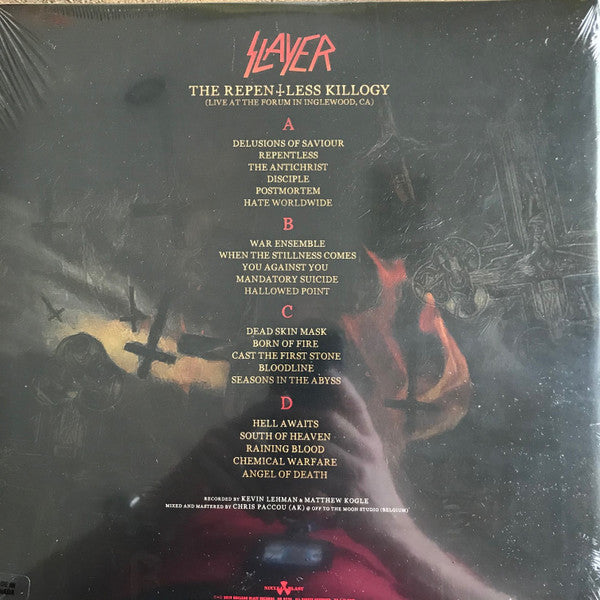 SLAYER
THE REPENTLESS KILLOGY
(LIVE AT THE FORUM IN INGLEWOOD, CA)
A
DELUSIONS OF SAVIOUR
REPENTLESS
THE ANTICHRIST
DISCIPLE
POSTMORTEM
HATE WORLDWIDE
B
WAR ENSEMBLE
WHEN THE STILLNESS COMES
YOU AGAINST YOU
MANDATORY SUICIDE
HALLOWED POINT
C
DEAD SKIN MASK
BORN OF FIRE
CAST THE FIRST STONE
BLOODLINE
SEASONS IN THE ABYSS
D
HELL AWAITS
SOUTH OF HEAVEN
RAINING BLOOD
CHEMICAL WARFARE
ANGEL OF DEATH
RECORDED BY KEVIN LEHMAN & MATTHEW KOGLE
MIXED AND MASTERED BY CHRIS PACCOU (AK) @ OFF TO THE MOON STUDIO (BELGIUM)
NUCLEAR BLAST